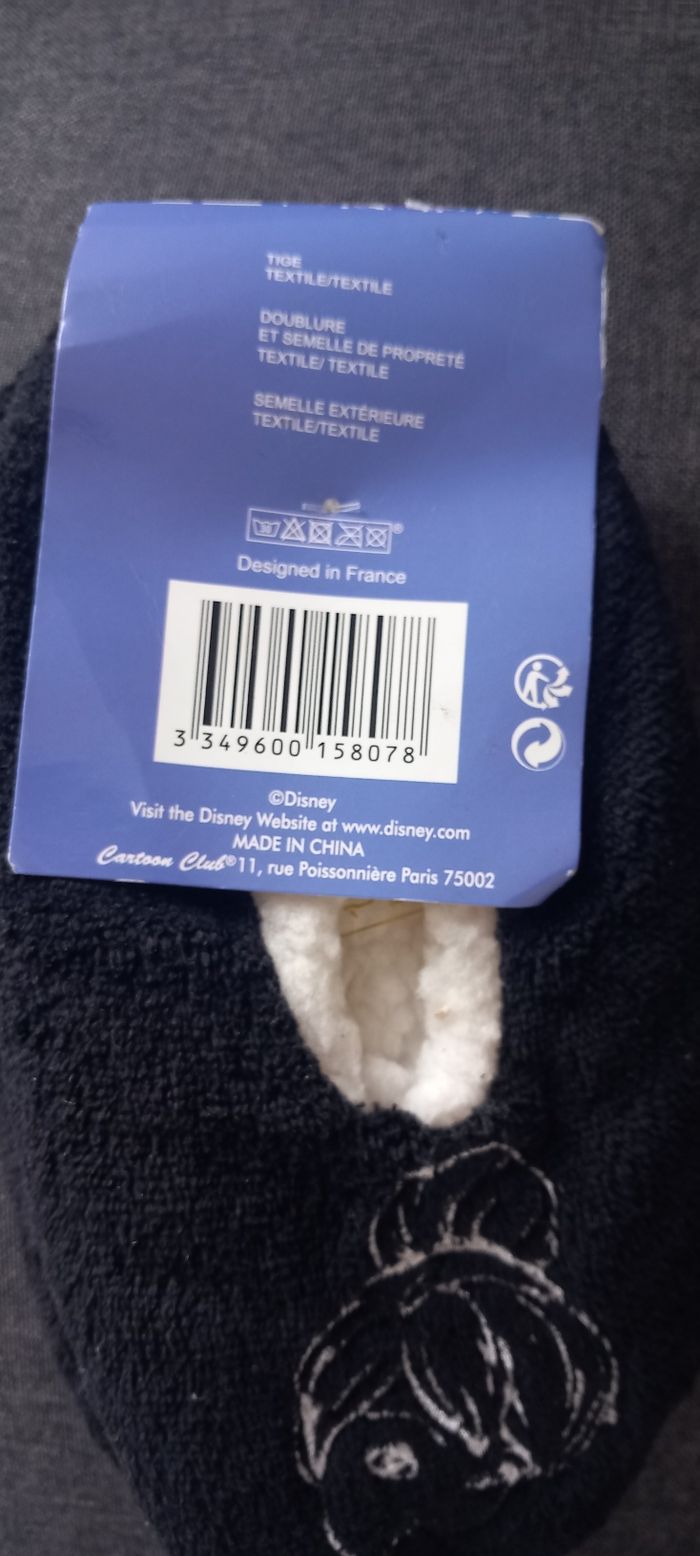 TIGE
TEXTILE/TEXTILE
DOUBLURE
ET SEMELLE DE PROPRETÉ
TEXTILE/ TEXTILE
SEMELLE EXTÉRIEURE
TEXTILE/TEXTILE
30 ®
Designed in France
3 349600 158078
©Disney
Visit the Disney Website at www.disney.com
MADE IN CHINA
Cartoon Club® 11, rue Poissonnière Paris 75002